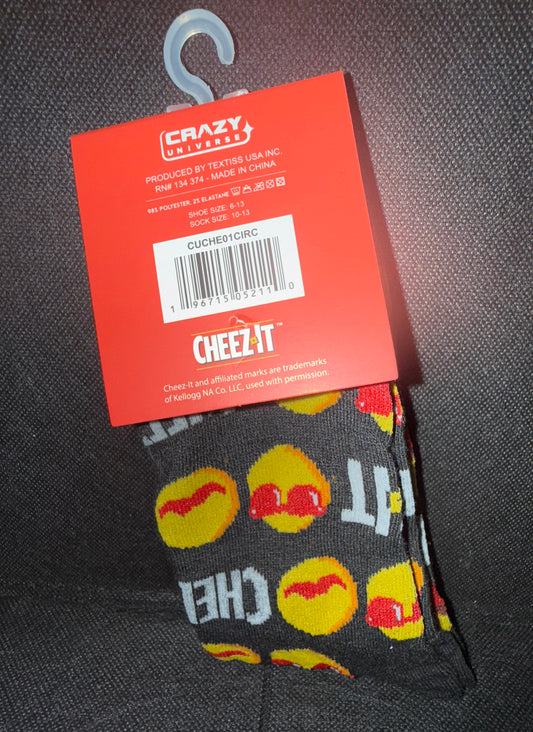 CRAZY
UNIVERSE
PRODUCED BY TEXTISS USA INC.
RN# 134 374 - MADE IN CHINA
98% POLYESTER, 2% ELASTANE
SHOE SIZE: 6-13
SOCK SIZE: 10-13
CUCHE01CIRC
1 96715 05211 0
CHEEZ-IT™
Cheez-It and affiliated marks are trademarks
of Kellogg NA Co. LLC, used with permission.
IT
CHE